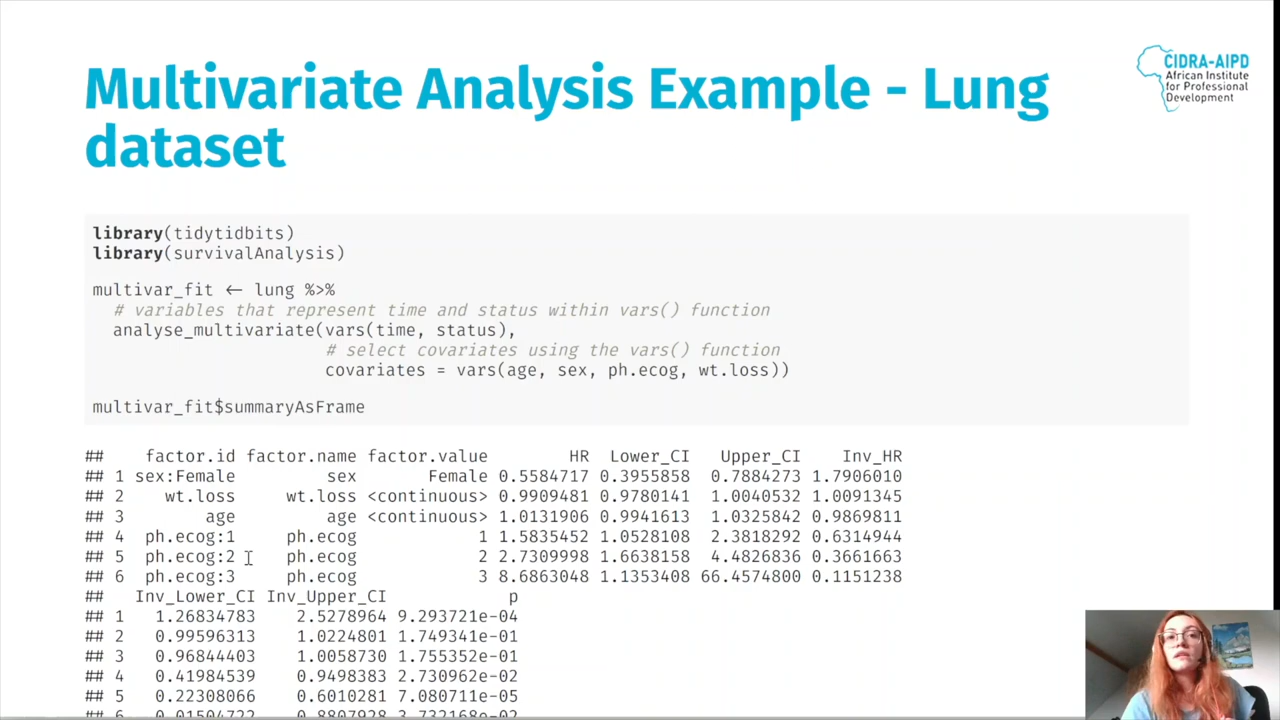 Multivariate Analysis Example - Lung
dataset
CIDRA-AIPD
African Institute
for Professional
Development
library(tidytidbits)
library(survivalAnalysis)
multivar_fit <- lung %>%
# variables that represent time and status within vars() function
analyse_multivariate(vars(time, status),
# select covariates using the vars() function
covariates = vars(age, sex, ph.ecog, wt.loss))
multivar_fit$summaryAsFrame
## factor.id factor.name factor.value HR Lower_CI Upper_CI Inv_HR
## 1 sex:Female sex Female 0.5584717 0.3955858 0.7884273 1.7906010
## 2 wt.loss wt.loss <continuous> 0.9909481 0.9780141 1.0040532 1.0091345
## 3 age age <continuous> 1.0131906 0.9941613 1.0325842 0.9869811
## 4 ph.ecog:1 ph.ecog 1 1.5835452 1.0528108 2.3818292 0.6314944
## 5 ph.ecog:2 ph.ecog 2 2.7309998 1.6638158 4.4826836 0.3661663
## 6 ph.ecog:3 ph.ecog 3 8.6863048 1.1353408 66.4574800 0.1151238
## Inv_Lower_CI Inv_Upper_CI p
## 1 1.26834783 2.5278964 9.293721e-04
## 2 0.99596313 1.0224801 1.749341e-01
## 3 0.96844403 1.0058730 1.755352e-01
## 4 0.41984539 0.9498383 2.730962e-02
## 5 0.22308066 0.6010281 7.080711e-05
## 6 0.01504722 0.8807928 3.732168e-02